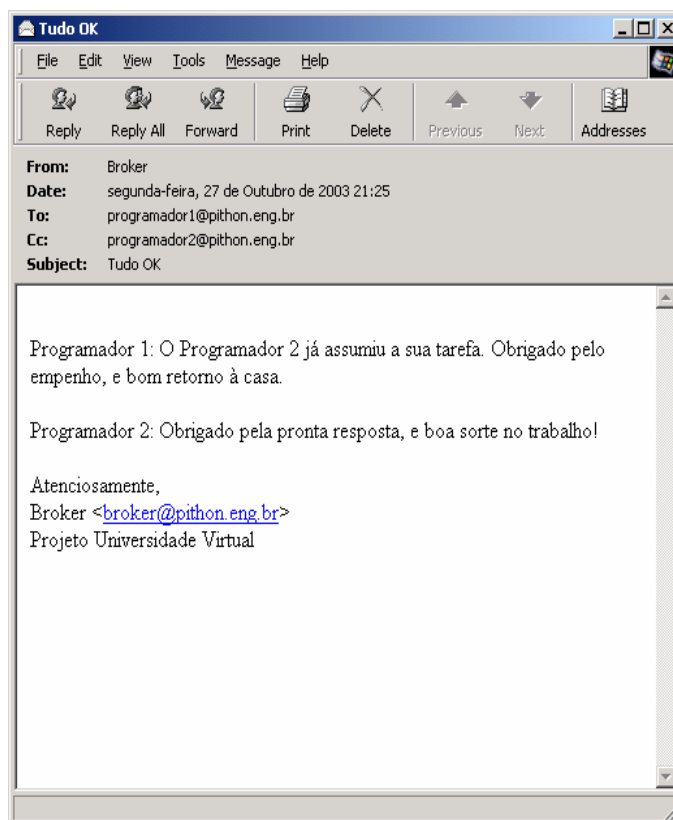 Tudo OK
File Edit View Tools Message Help
Reply Reply All Forward Print Delete Previous Next Addresses
From: Broker
Date: segunda-feira, 27 de Outubro de 2003 21:25
To: programador1@pithon.eng.br
Cc: programador2@pithon.eng.br
Subject: Tudo OK
Programador 1: O Programador 2 já assumiu a sua tarefa. Obrigado pelo
empenho, e bom retorno à casa.
Programador 2: Obrigado pela pronta resposta, e boa sorte no trabalho!
Atenciosamente,
Broker <broker@pithon.eng.br>
Projeto Universidade Virtual